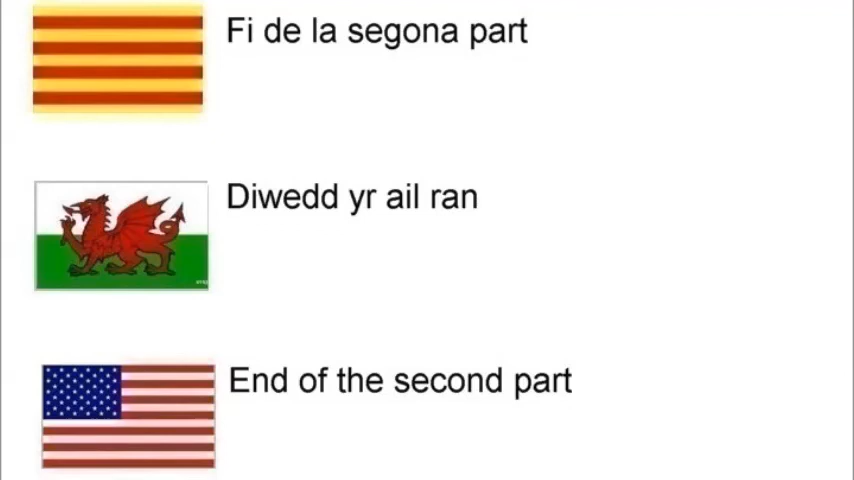 Fi de la segona part
Diwedd yr ail ran
End of the second part